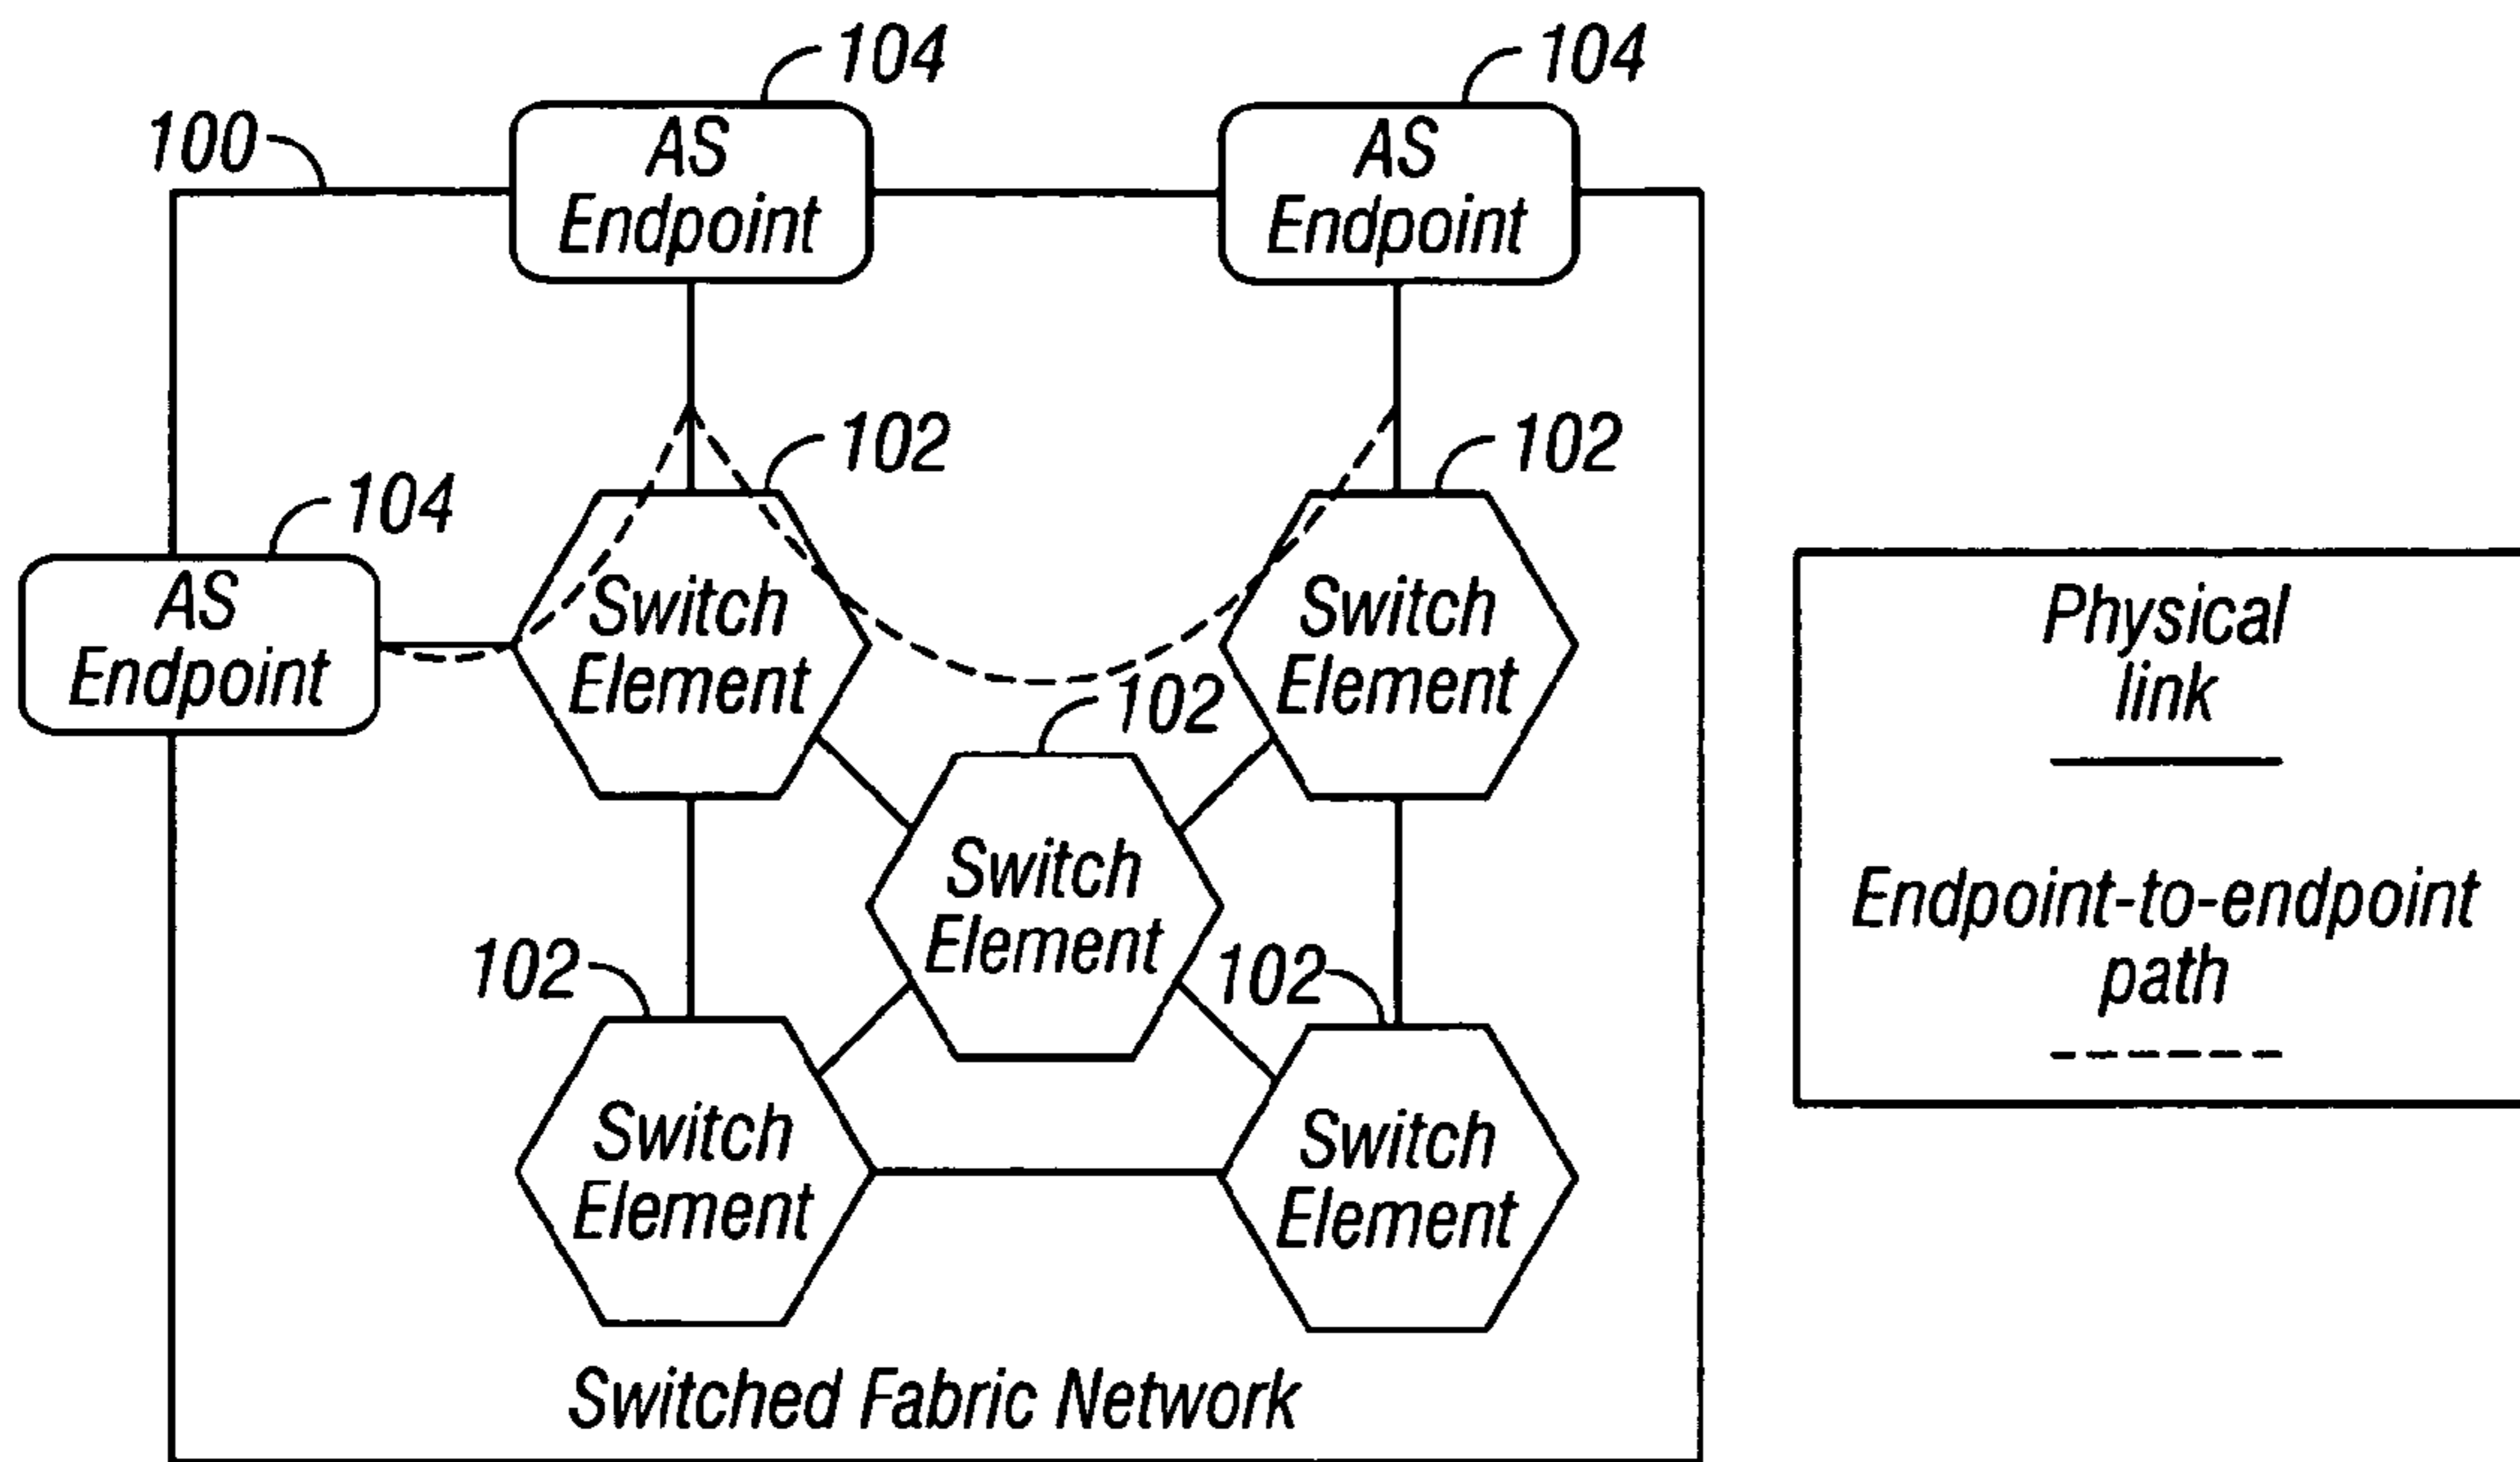 104
104
100
AS
Endpoint
AS
Endpoint
102
102
104
AS
Endpoint
Switch
Element
Switch
Element
Physical
link
102
Switch
Element
Endpoint-to-endpoint
path
102
102
Switch
Element
Switch
Element
Switched Fabric Network